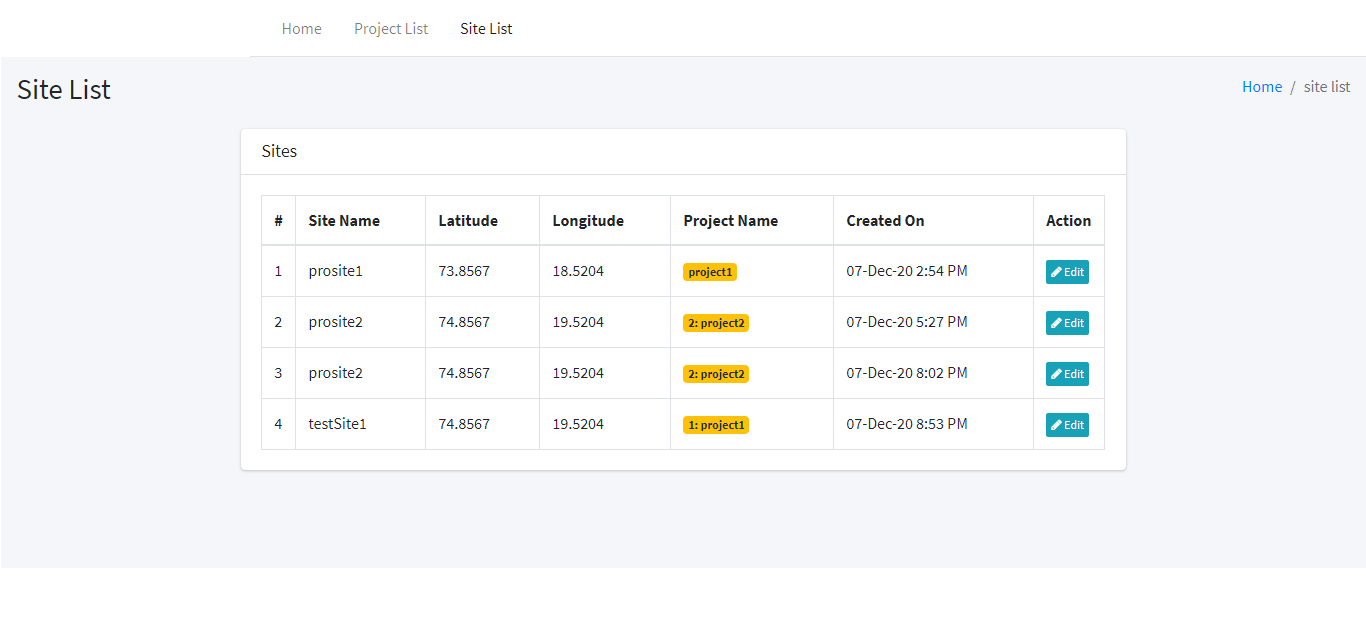 Home Project List Site List
Site List
Home / site list
Sites
# Site Name Latitude Longitude Project Name Created On Action
1 prosite1 73.8567 18.5204 project1 07-Dec-20 2:54 PM Edit
2 prosite2 74.8567 19.5204 2: project2 07-Dec-20 5:27 PM Edit
3 prosite2 74.8567 19.5204 2: project2 07-Dec-20 8:02 PM Edit
4 testSite1 74.8567 19.5204 1: project1 07-Dec-20 8:53 PM Edit